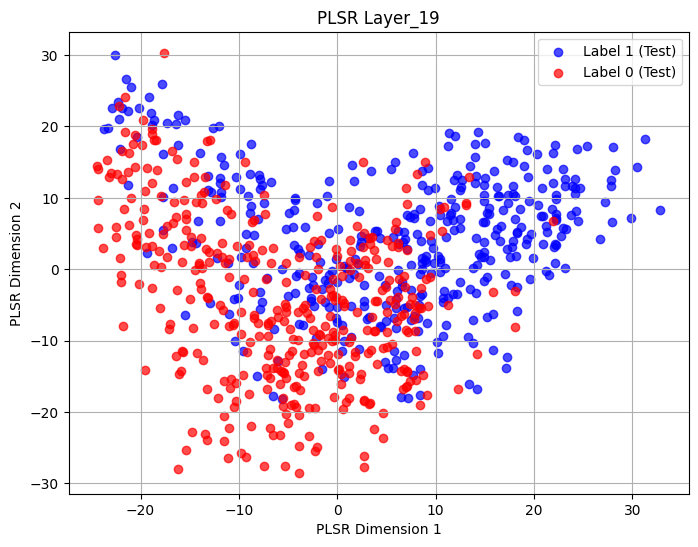 PLSR Layer_19
Label 1 (Test)
Label 0 (Test)
30
20
10
0
−10
−20
−30
PLSR Dimension 2
−20
−10
0
10
20
30
PLSR Dimension 1